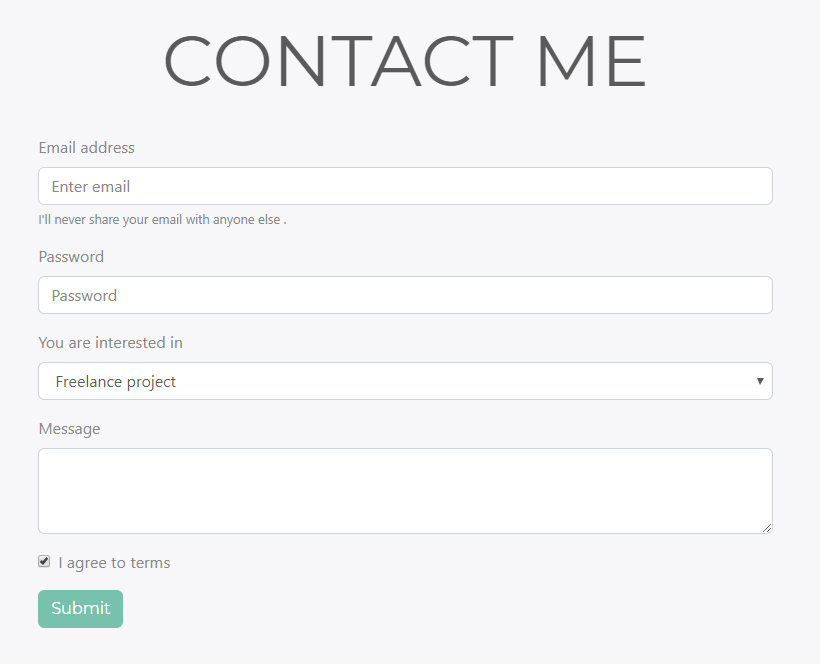 CONTACT ME
Email address
Enter email
I'll never share your email with anyone else .
Password
Password
You are interested in
Freelance project
Message
I agree to terms
Submit